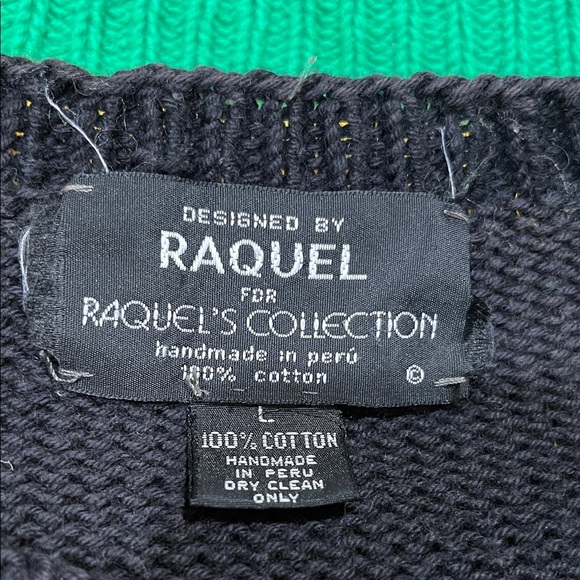 DESIGNED BY
RAQUEL
FOR
RAQUEL'S COLLECTION
handmade in perú
100% cotton ©
L
100% COTTON
HANDMADE
IN PERU
DRY CLEAN
ONLY